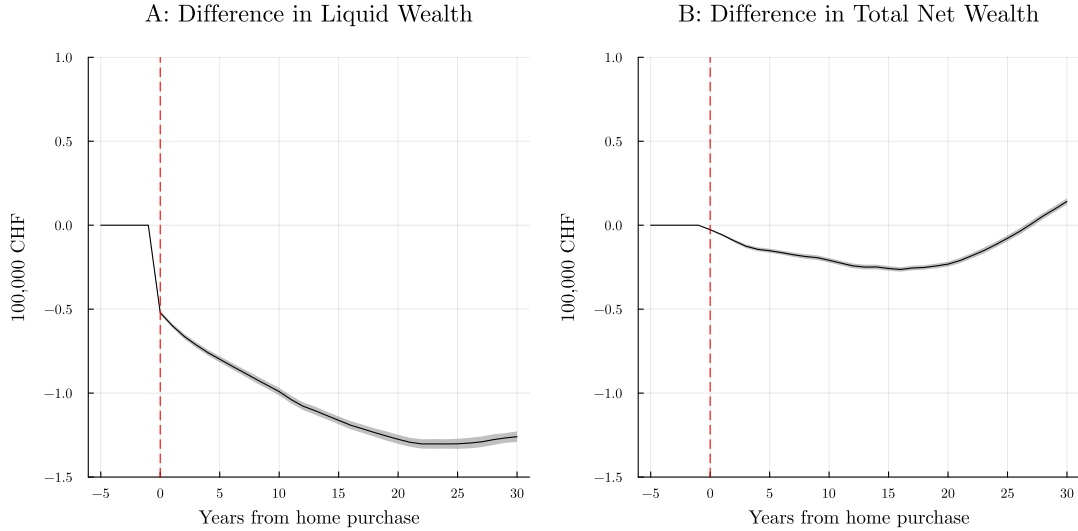 A: Difference in Liquid Wealth
100,000 CHF
1.0
0.5
0.0
−0.5
−1.0
−1.5
−5 0 5 10 15 20 25 30
Years from home purchase
B: Difference in Total Net Wealth
100,000 CHF
1.0
0.5
0.0
−0.5
−1.0
−1.5
−5 0 5 10 15 20 25 30
Years from home purchase